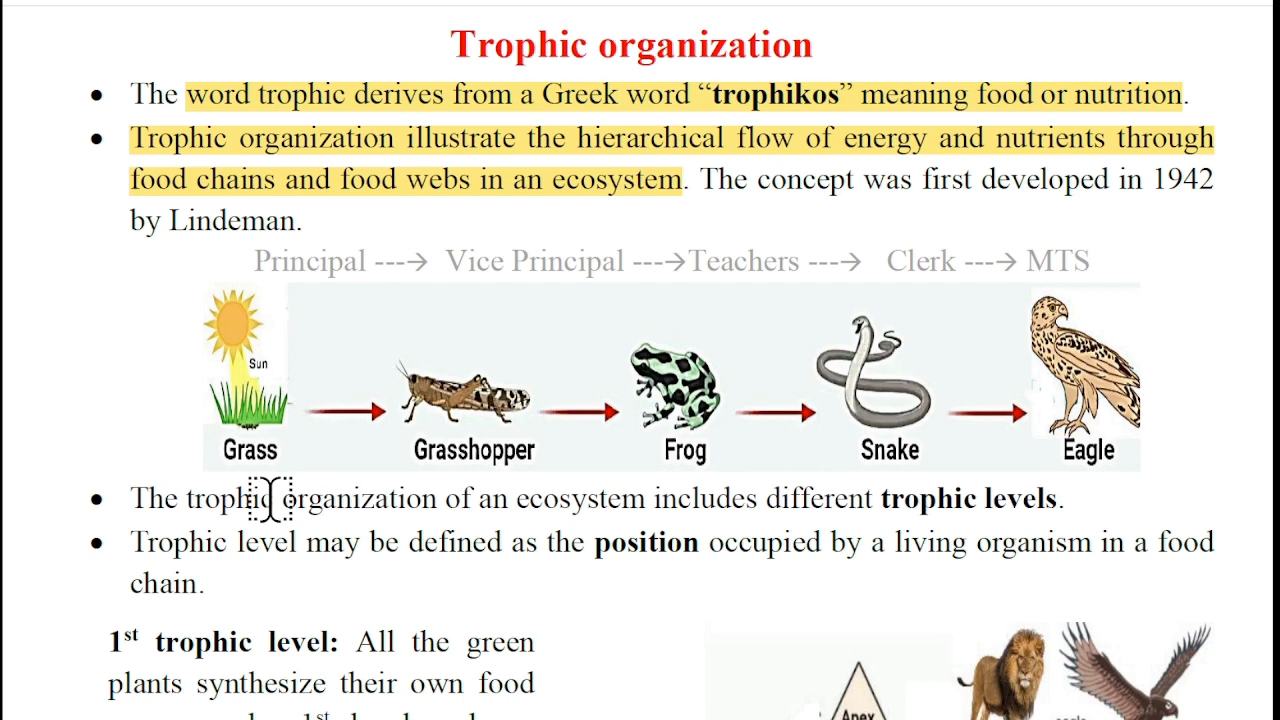 Trophic organization
• The word trophic derives from a Greek word “trophikos” meaning food or nutrition.
• Trophic organization illustrate the hierarchical flow of energy and nutrients through
food chains and food webs in an ecosystem. The concept was first developed in 1942
by Lindeman.
Principal ---→ Vice Principal ---→Teachers ---→ Clerk ---→ MTS
Sun
Grass Grasshopper Frog Snake Eagle
• The trophic organization of an ecosystem includes different trophic levels.
• Trophic level may be defined as the position occupied by a living organism in a food
chain.
1st trophic level: All the green
plants synthesize their own food
Apex